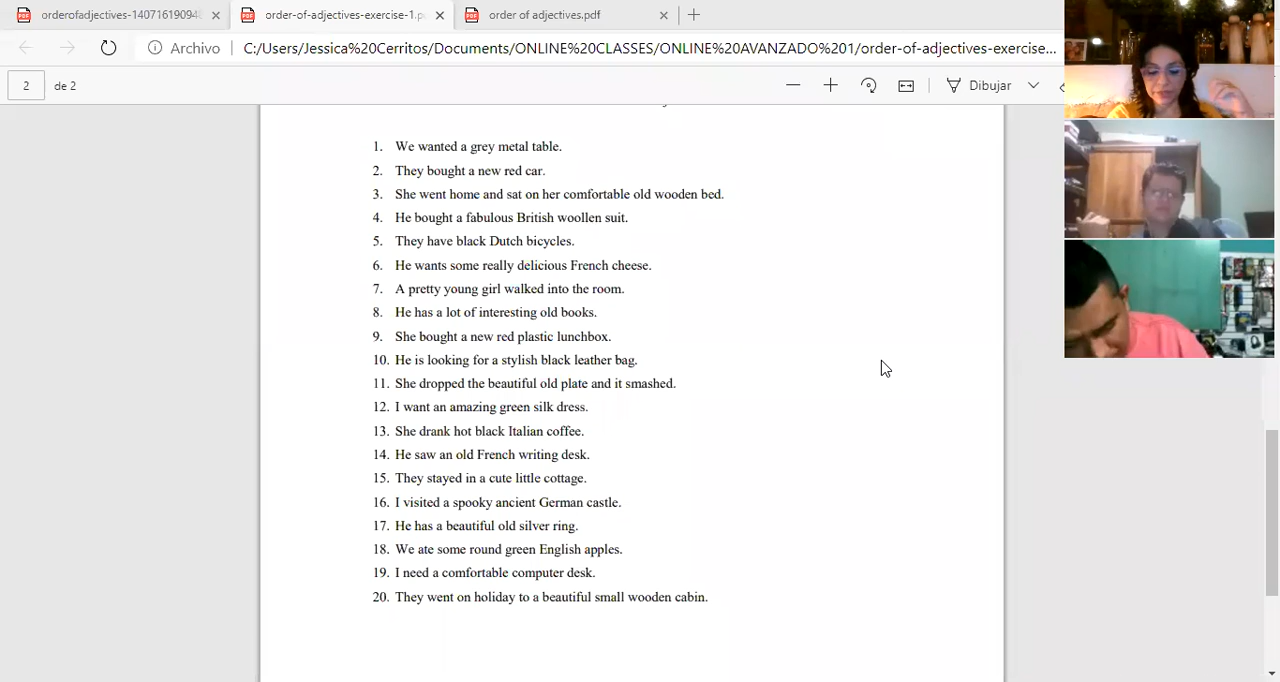 orderofadjectives-14071619094
order-of-adjectives-exercise-1.p
order of adjectives.pdf
Archivo
C:/Users/Jessica%20Cerritos/Documents/ONLINE%20CLASSES/ONLINE%20AVANZADO%201/order-of-adjectives-exercise...
2 de 2
Dibujar
1. We wanted a grey metal table.
2. They bought a new red car.
3. She went home and sat on her comfortable old wooden bed.
4. He bought a fabulous British woollen suit.
5. They have black Dutch bicycles.
6. He wants some really delicious French cheese.
7. A pretty young girl walked into the room.
8. He has a lot of interesting old books.
9. She bought a new red plastic lunchbox.
10. He is looking for a stylish black leather bag.
11. She dropped the beautiful old plate and it smashed.
12. I want an amazing green silk dress.
13. She drank hot black Italian coffee.
14. He saw an old French writing desk.
15. They stayed in a cute little cottage.
16. I visited a spooky ancient German castle.
17. He has a beautiful old silver ring.
18. We ate some round green English apples.
19. I need a comfortable computer desk.
20. They went on holiday to a beautiful small wooden cabin.